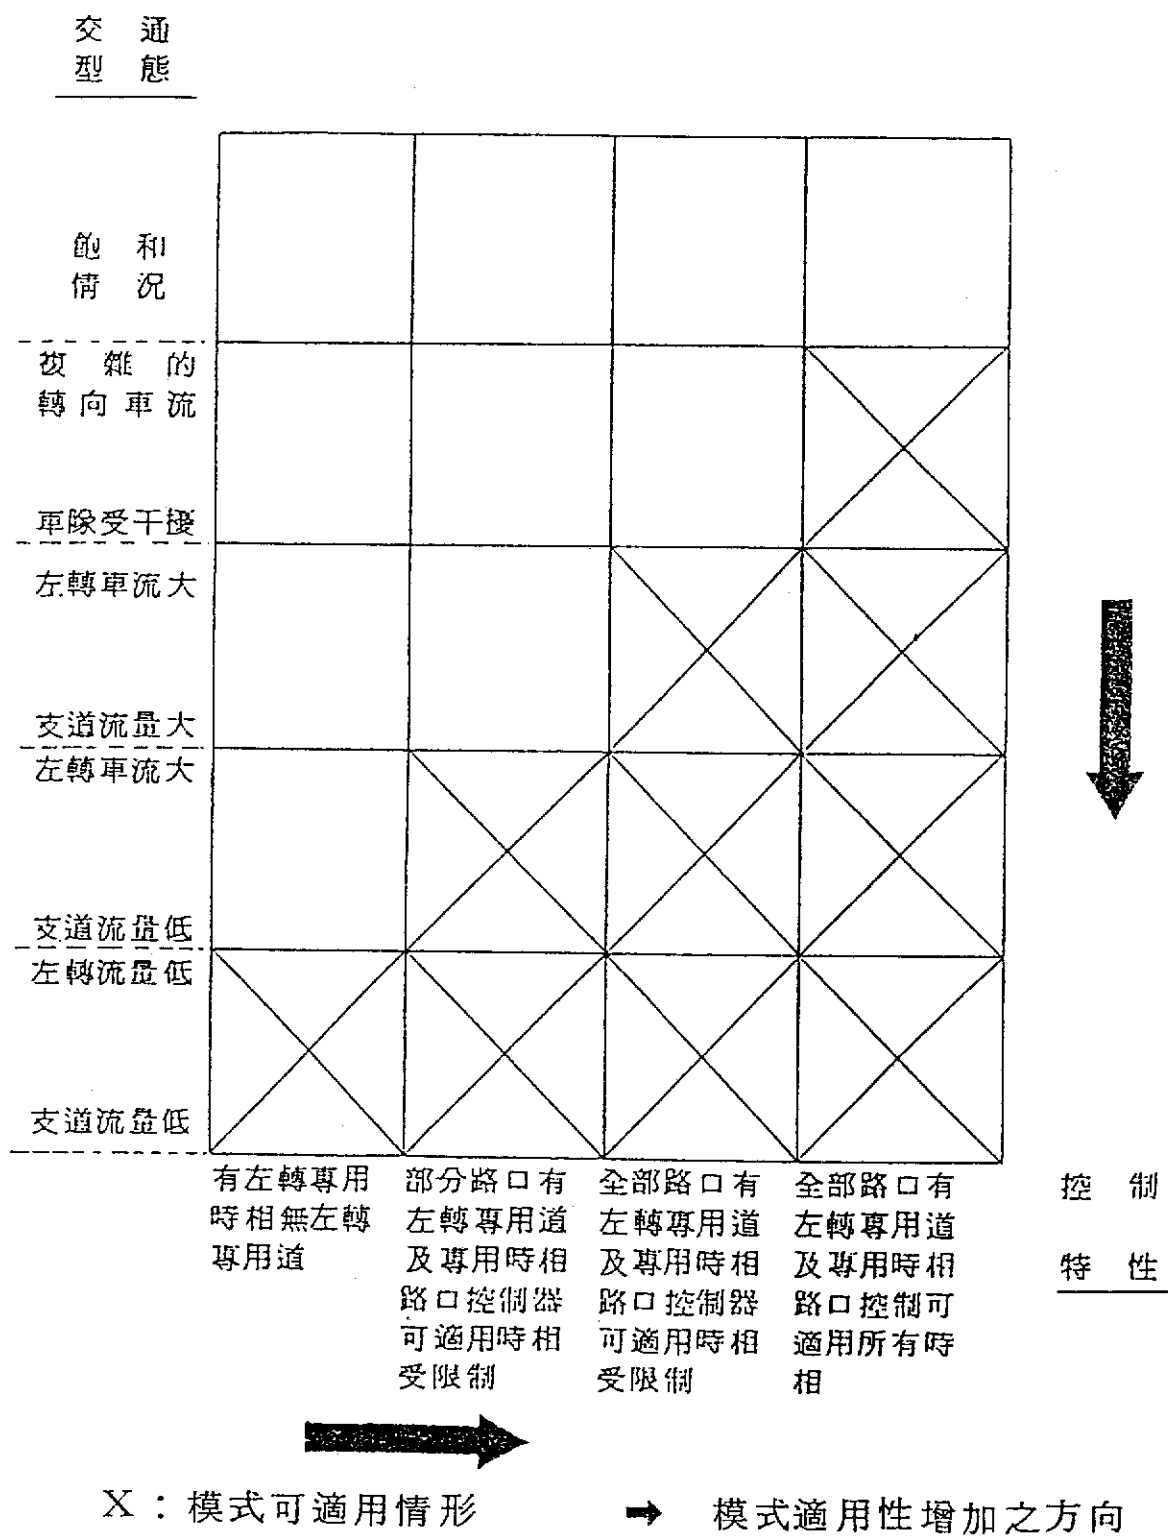 交通
型態
飽和
情況
複雜的
轉向車流
車隊受干擾
左轉車流大
支道流量大
左轉車流大
支道流量低
左轉流量低
支道流量低
有左轉專用
時相無左轉
專用道
部分路口有
左轉專用道
及專用時相
路口控制器
可適用時相
受限制
全部路口有
左轉專用道
及專用時相
路口控制器
可適用時相
受限制
全部路口有
左轉專用道
及專用時相
路口控制可
適用所有時
相
控制
特性
X：模式可適用情形
➡ 模式適用性增加之方向